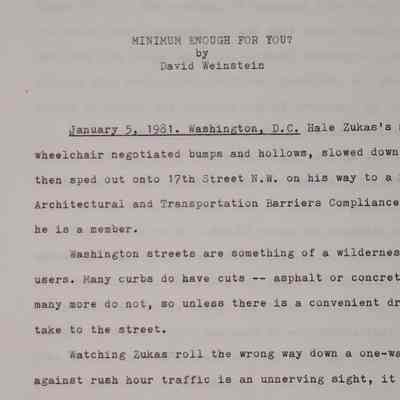 MINIMUM ENOUGH FOR YOU?
by
David Weinstein
January 5, 1981. Washington, D.C. Hale Zukas's
wheelchair negotiated bumps and hollows, slowed down
then sped out onto 17th Street N.W. on his way to a
Architectural and Transportation Barriers Compliance
he is a member.
Washington streets are something of a wildernes
users. Many curbs do have cuts -- asphalt or concret
many more do not, so unless there is a convenient dr
take to the street.
Watching Zukas roll the wrong way down a one-wa
against rush hour traffic is an unnerving sight, it